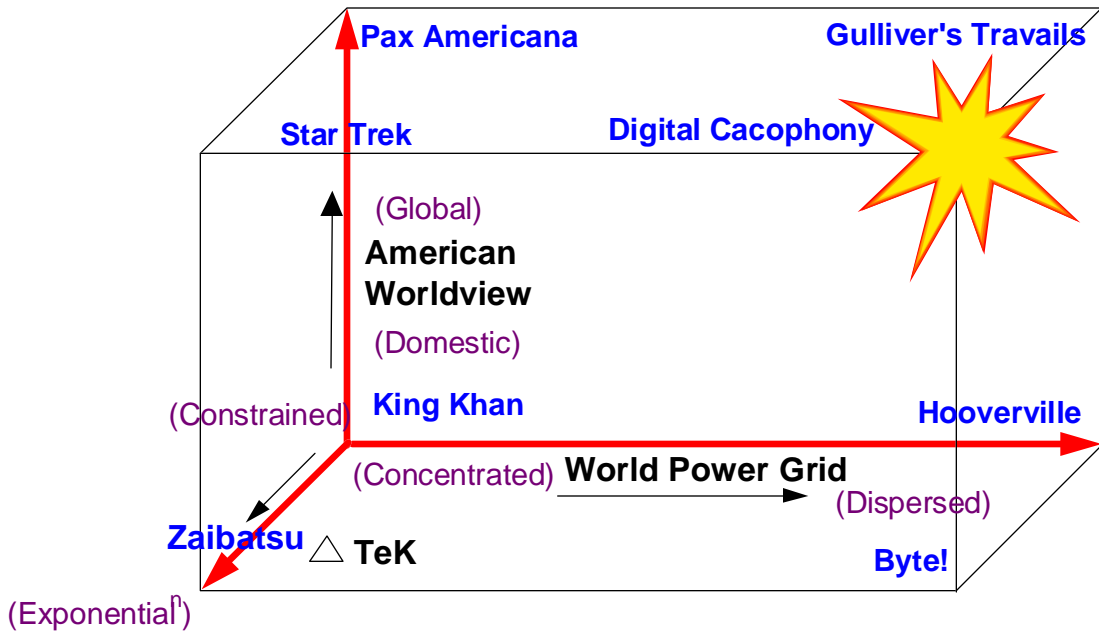 Pax Americana
Gulliver's Travails
Star Trek
Digital Cacophony
(Global)
American
Worldview
(Domestic)
King Khan
(Constrained)
Hooverville
(Concentrated)
World Power Grid
(Dispersed)
Zaibatsu
△ TeK
Byte!
(Exponentialⁿ)